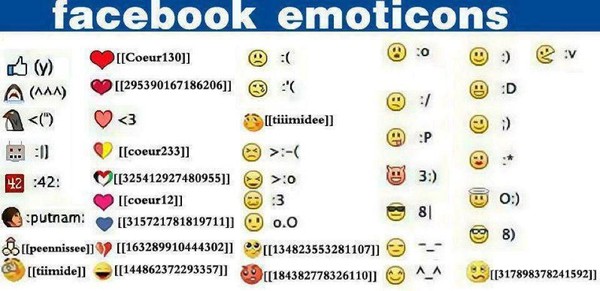 facebook emoticons
(y)
(^^^)
<(")
:|]
:42:
:putnam:
[[peennissee]]
[[tiimide]]
[[Coeur130]]
[[295390167186206]]
<3
[[coeur233]]
[[325412927480955]]
[[coeur12]]
[[315721781819711]]
[[163289910444302]]
[[144862372293357]]
:(
:'(
[[tiiimidee]]
>:-(
>:o
:3
o.O
[[134823553281107]]
[[184382778326110]]
:o
:/
:P
3:)
8|
-_-
^_^
:)
:D
;)
:*
O:)
8)
[[317898378241592]]
:v
42